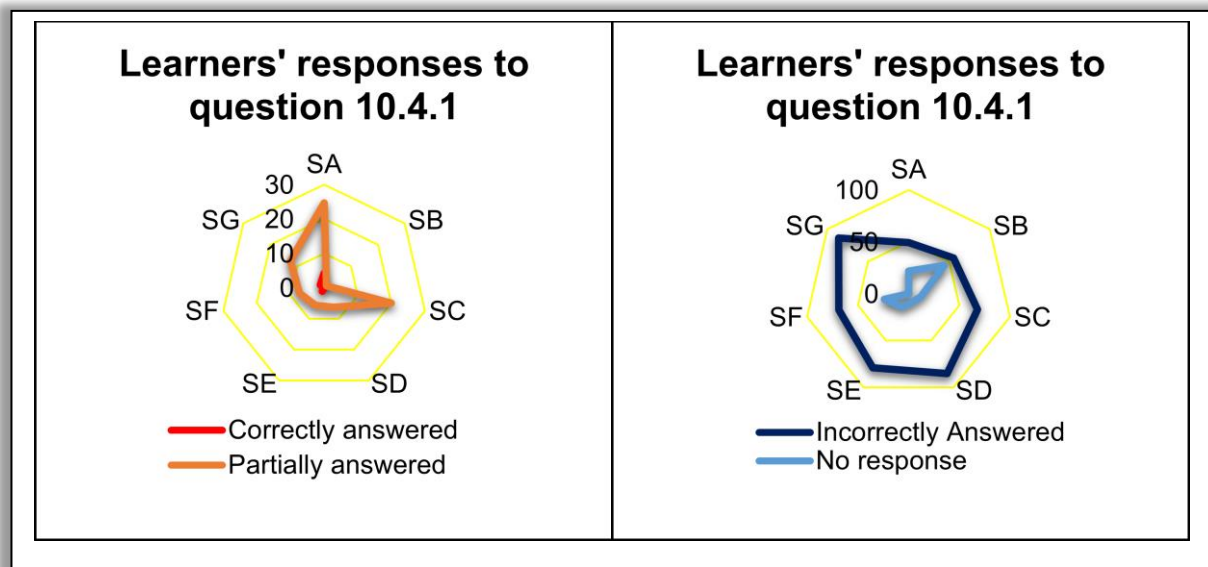 Learners' responses to
question 10.4.1
SA
30
SG
20
SB
10
0
SF
SC
SE
SD
Correctly answered
Partially answered
Learners' responses to
question 10.4.1
SA
100
SG
50
SB
0
SF
SC
SE
SD
Incorrectly Answered
No response